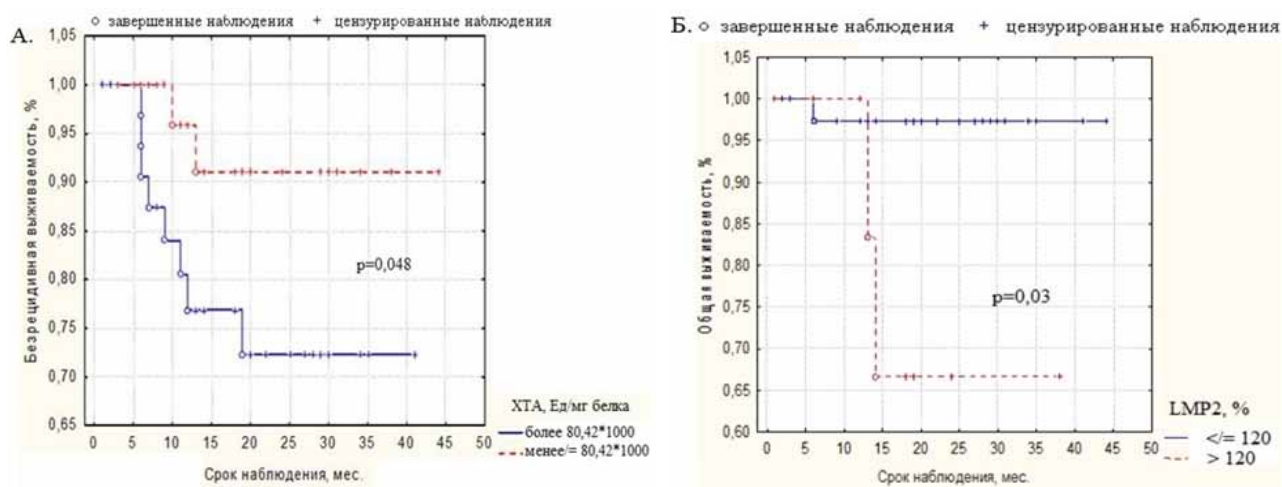 А.
○ завершенные наблюдения + цензурированные наблюдения
1,05
1,00
0,95
0,90
0,85
0,80
0,75
0,70
0,65
Безрецидивная выживаемость, %
p=0,048
0 5 10 15 20 25 30 35 40 45 50
Срок наблюдения, мес.
ХТА, Ед/мг белка
более 80,42*1000
менее/= 80,42*1000
Б.
○ завершенные наблюдения + цензурированные наблюдения
1,05
1,00
0,95
0,90
0,85
0,80
0,75
0,70
0,65
0,60
Общая выживаемость, %
p=0,03
0 5 10 15 20 25 30 35 40 45 50
Срок наблюдения, мес.
LMP2, %
</= 120
> 120